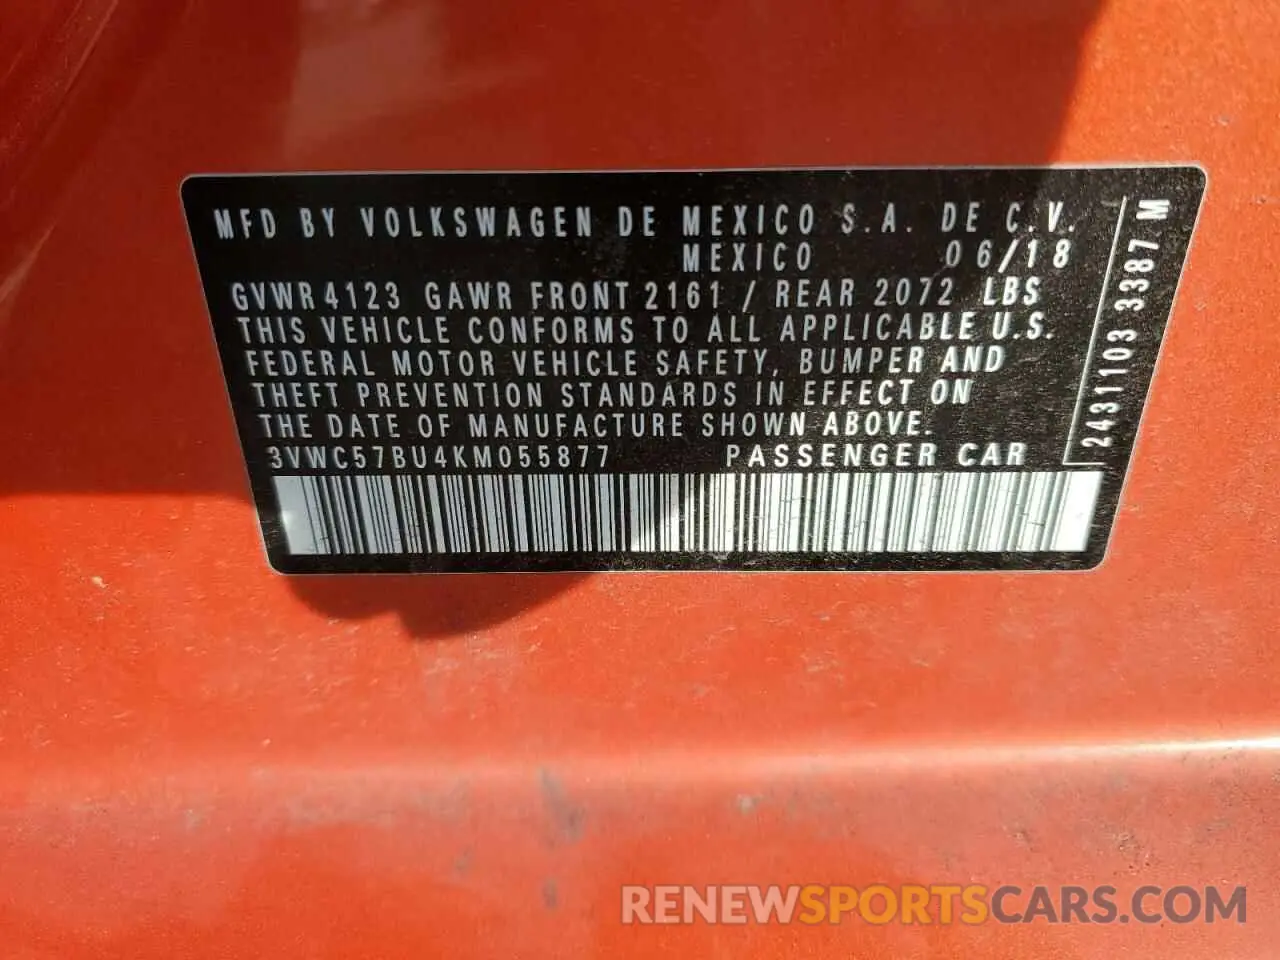 MFD BY VOLKSWAGEN DE MEXICO S.A. DE C.V.
MEXICO 06/18
GVWR 4123 GAWR FRONT 2161 / REAR 2072 LBS
THIS VEHICLE CONFORMS TO ALL APPLICABLE U.S.
FEDERAL MOTOR VEHICLE SAFETY, BUMPER AND
THEFT PREVENTION STANDARDS IN EFFECT ON
THE DATE OF MANUFACTURE SHOWN ABOVE.
3VWC57BU4KM055877 PASSENGER CAR
2431103 3387 M
RENEWSPORTSCARS.COM